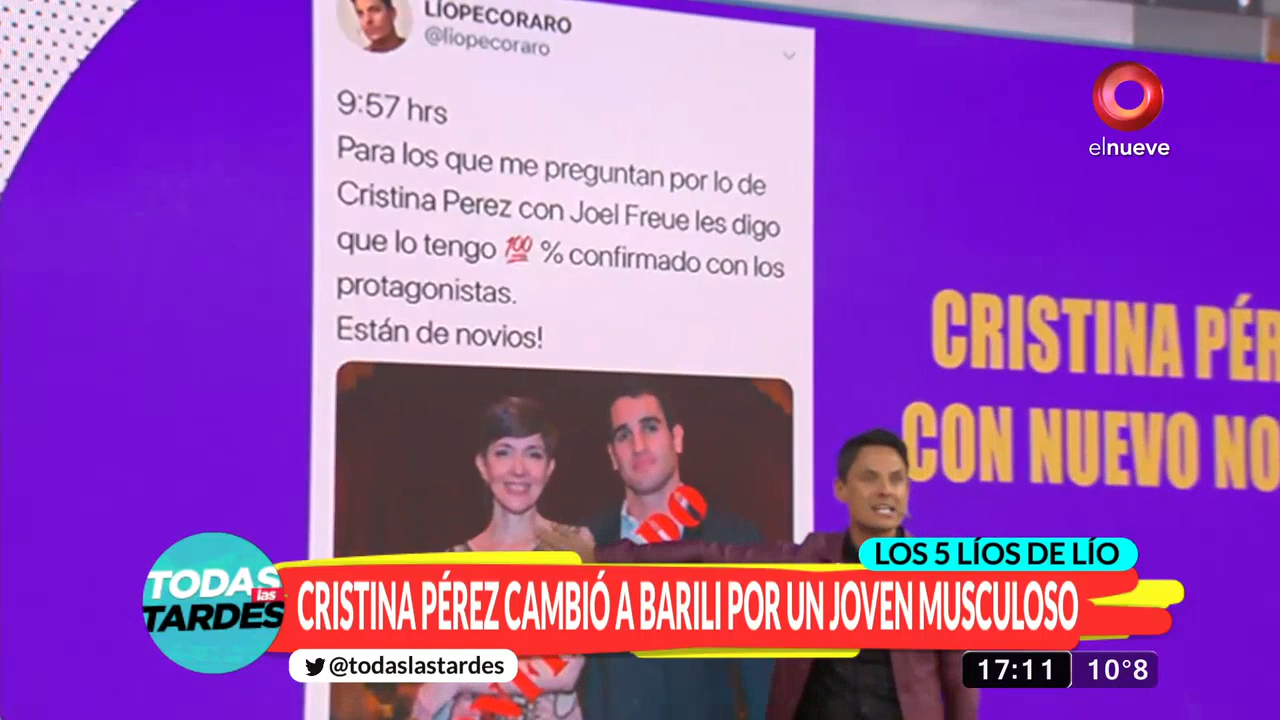 LÍOPECORARO
@liopecoraro
9:57 hrs
Para los que me preguntan por lo de
Cristina Perez con Joel Freue les digo
que lo tengo 💯 % confirmado con los
protagonistas.
Están de novios!
elnueve
CRISTINA PÉR
CON NUEVO NO
LOS 5 LÍOS DE LÍO
TODAS
las
TARDES
CRISTINA PÉREZ CAMBIÓ A BARILI POR UN JOVEN MUSCULOSO
@todaslastardes
17:11 10°8